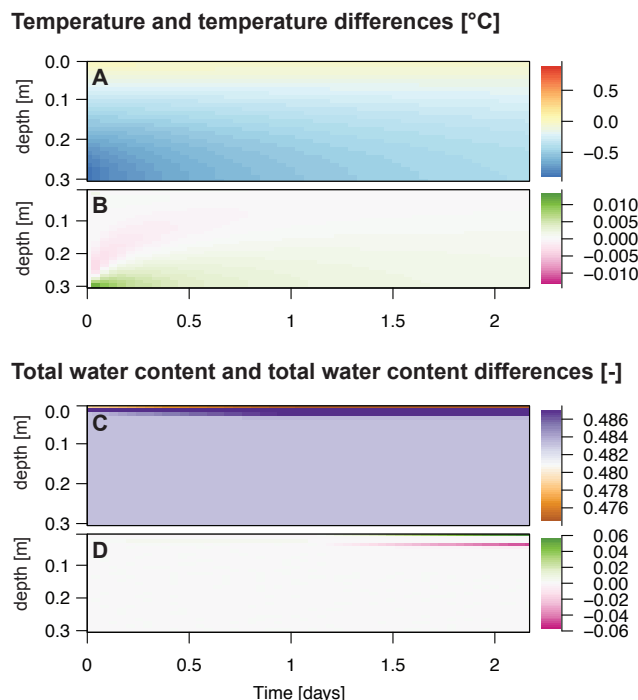 Temperature and temperature differences [°C]
A
depth [m]
0.0
0.1
0.2
0.3
0.5
0.0
−0.5
B
depth [m]
0.1
0.2
0.3
0.010
0.005
0.000
−0.005
−0.010
0 0.5 1 1.5 2
Total water content and total water content differences [-]
C
depth [m]
0.0
0.1
0.2
0.3
0.486
0.484
0.482
0.480
0.478
0.476
D
depth [m]
0.1
0.2
0.3
0.06
0.04
0.02
0.00
−0.02
−0.04
−0.06
0 0.5 1 1.5 2
Time [days]